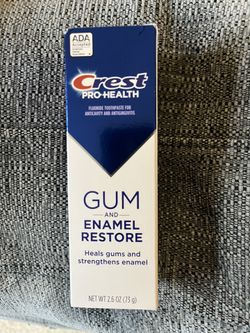 ADA
Accepted
Crest
PRO-HEALTH
FLUORIDE TOOTHPASTE FOR
ANTICAVITY AND ANTIGINGIVITIS
GUM
AND
ENAMEL
RESTORE
Heals gums and
strengthens enamel
NET WT 2.6 OZ (73 g)